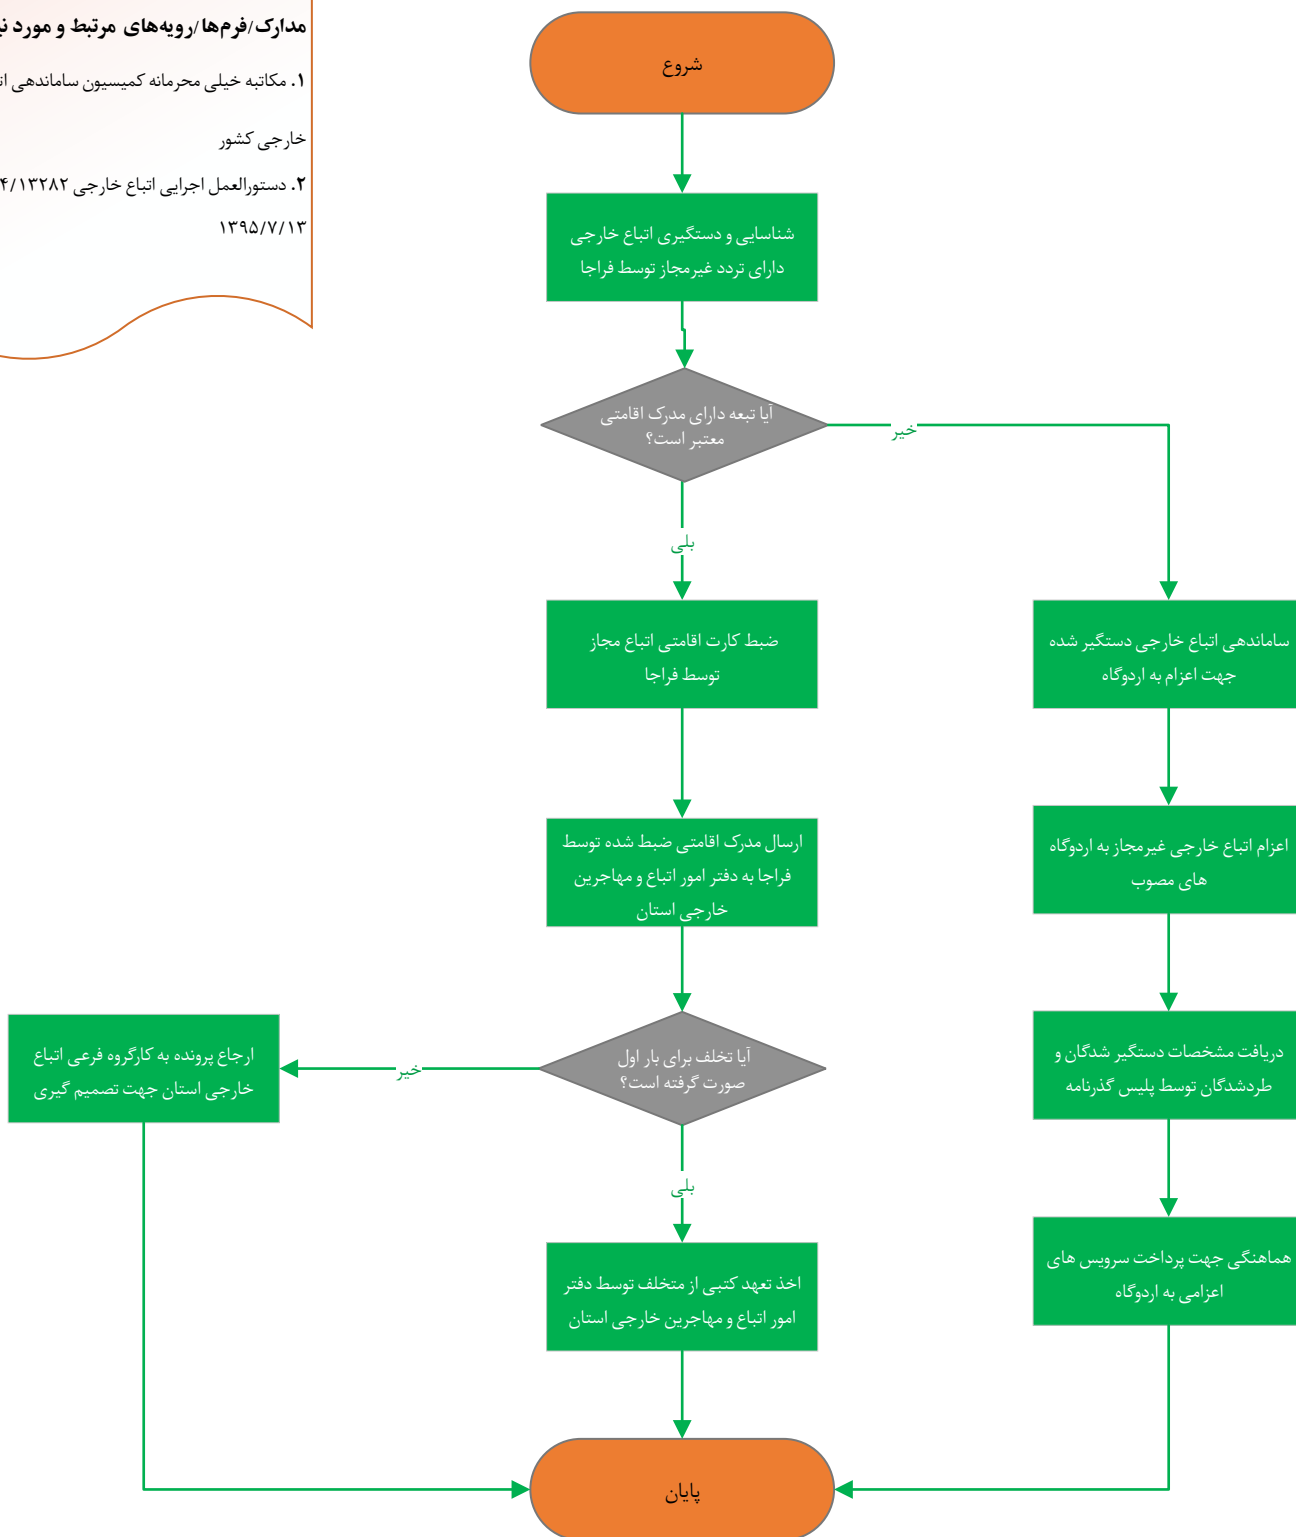 مدارک/فرم‌ها/رویه‌های مرتبط و مورد
۱. مکاتبه خیلی محرمانه کمیسیون ساماندهی
خارجی کشور
۲. دستورالعمل اجرایی اتباع خارجی ۴/۱۳۲۸۲
۱۳۹۵/۷/۱۳
شروع
شناسایی و دستگیری اتباع خارجی
دارای تردد غیرمجاز توسط فراجا
آیا تبعه دارای مدرک اقامتی
معتبر است؟
خیر
بلی
ضبط کارت اقامتی اتباع مجاز
توسط فراجا
ساماندهی اتباع خارجی دستگیر شده
جهت اعزام به اردوگاه
ارسال مدرک اقامتی ضبط شده توسط
فراجا به دفتر امور اتباع و مهاجرین
خارجی استان
اعزام اتباع خارجی غیرمجاز به اردوگاه
های مصوب
آیا تخلف برای بار اول
صورت گرفته است؟
خیر
ارجاع پرونده به کارگروه فرعی اتباع
خارجی استان جهت تصمیم گیری
دریافت مشخصات دستگیر شدگان و
طردشدگان توسط پلیس گذرنامه
بلی
اخذ تعهد کتبی از متخلف توسط دفتر
امور اتباع و مهاجرین خارجی استان
هماهنگی جهت پرداخت سرویس های
اعزامی به اردوگاه
پایان